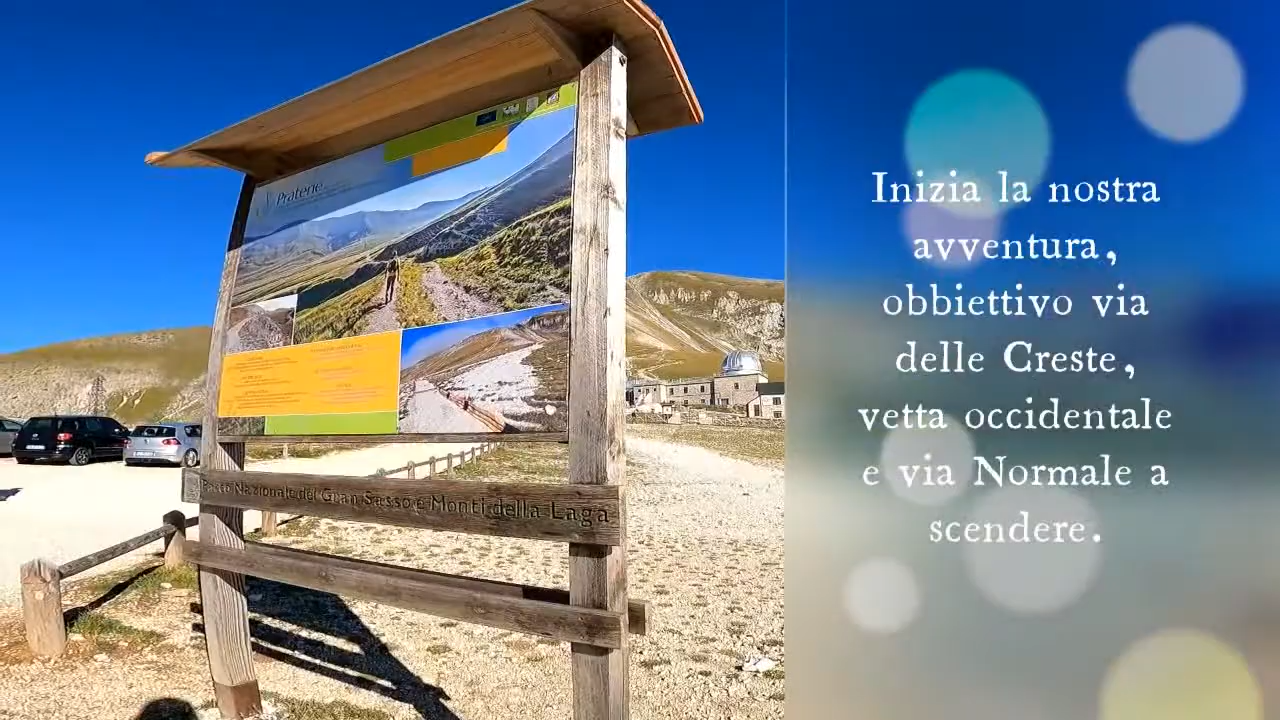 Praterie
Parco Nazionale del Gran Sasso e Monti della Laga
Inizia la nostra
avventura,
obbiettivo via
delle Creste,
vetta occidentale
e via Normale a
scendere.